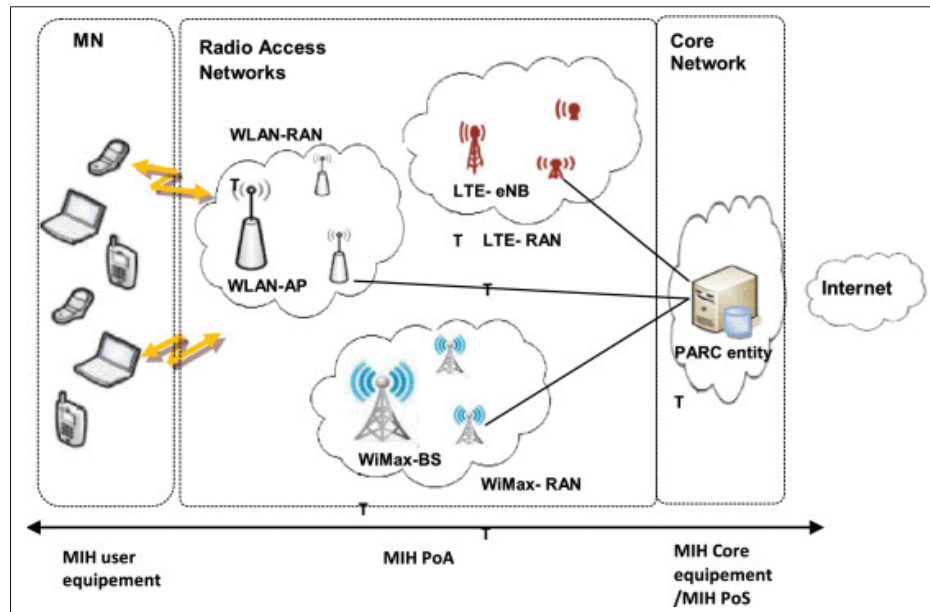 MN
Radio Access
Networks
Core
Network
WLAN-RAN
T
LTE- eNB
T LTE- RAN
WLAN-AP
T
Internet
PARC entity
T
WiMax-BS
WiMax- RAN
T
T
MIH user
equipement
MIH PoA
MIH Core
equipement
/MIH PoS